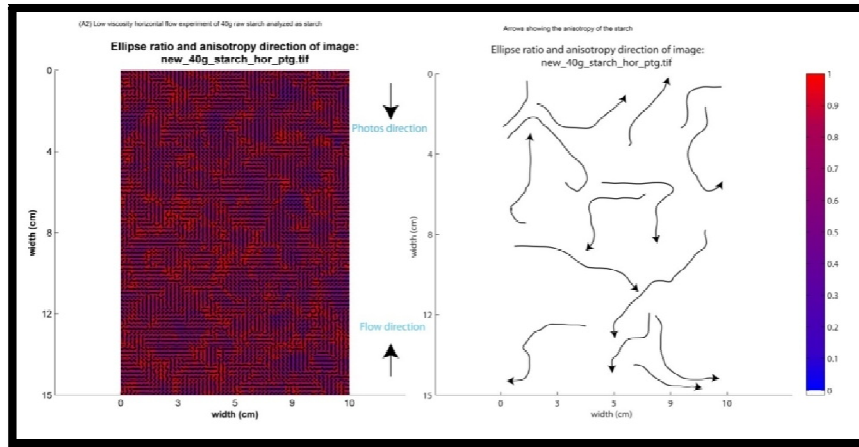 (A2) Low viscosity horizontal flow experiment of 40g raw starch analyzed as starch
Ellipse ratio and anisotropy direction of image:
new_40g_starch_hor_ptg.tif
0
4
8
12
15
width (cm)
0
3
5
9
10
width (cm)
Photos direction
Flow direction
Arrows showing the anisotropy of the starch
Ellipse ratio and anisotropy direction of image:
new_40g_starch_hor_ptg.tif
0
4
8
12
15
width (cm)
0
3
5
9
10
width (cm)
1
0.9
0.8
0.7
0.6
0.5
0.4
0.3
0.2
0.1
0